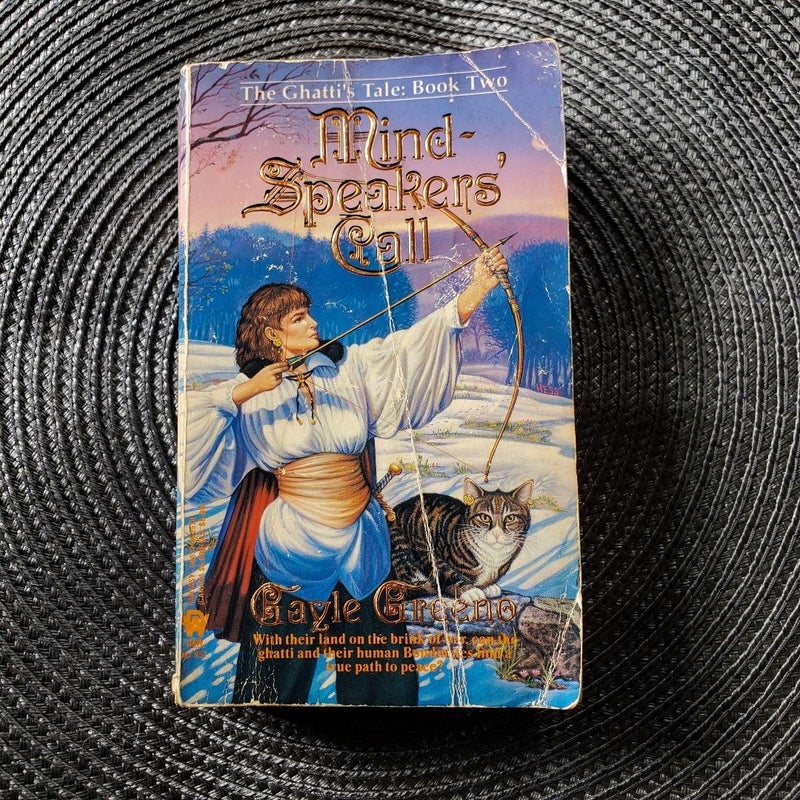 The Ghatti's Tale: Book Two
Mind-
Speakers'
Call
Gayle Greeno
With their land on the brink of war, can the
ghatti and their human Bondmates find a
true path to peace?